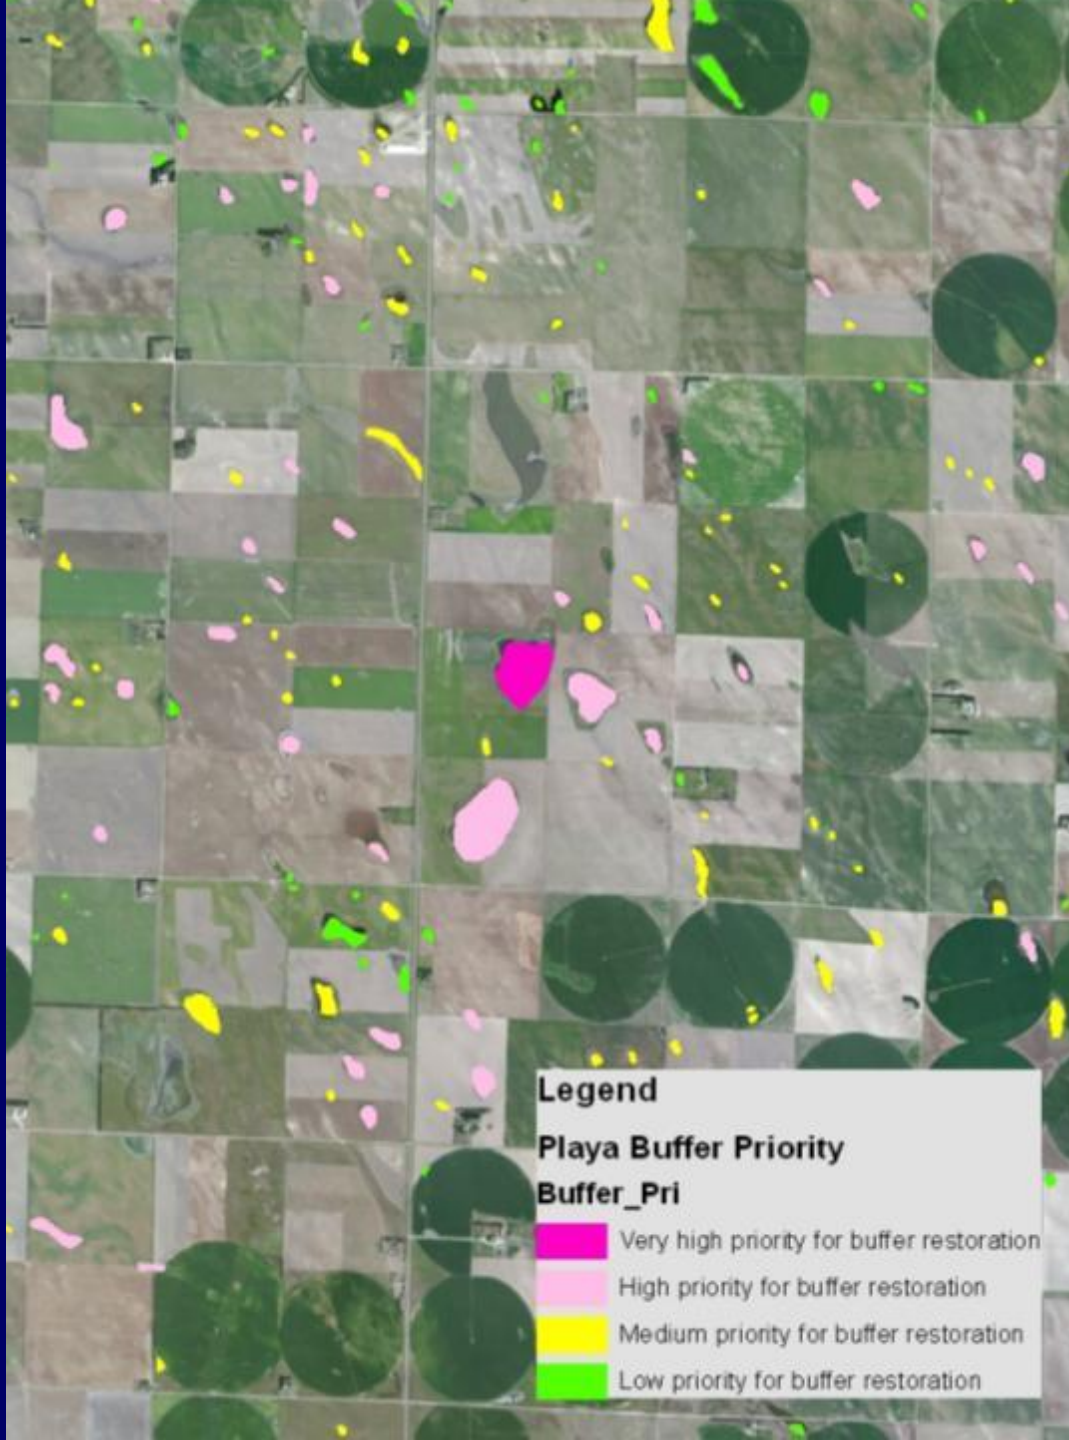 Legend
Playa Buffer Priority
Buffer_Pri
Very high priority for buffer restoration
High priority for buffer restoration
Medium priority for buffer restoration
Low priority for buffer restoration